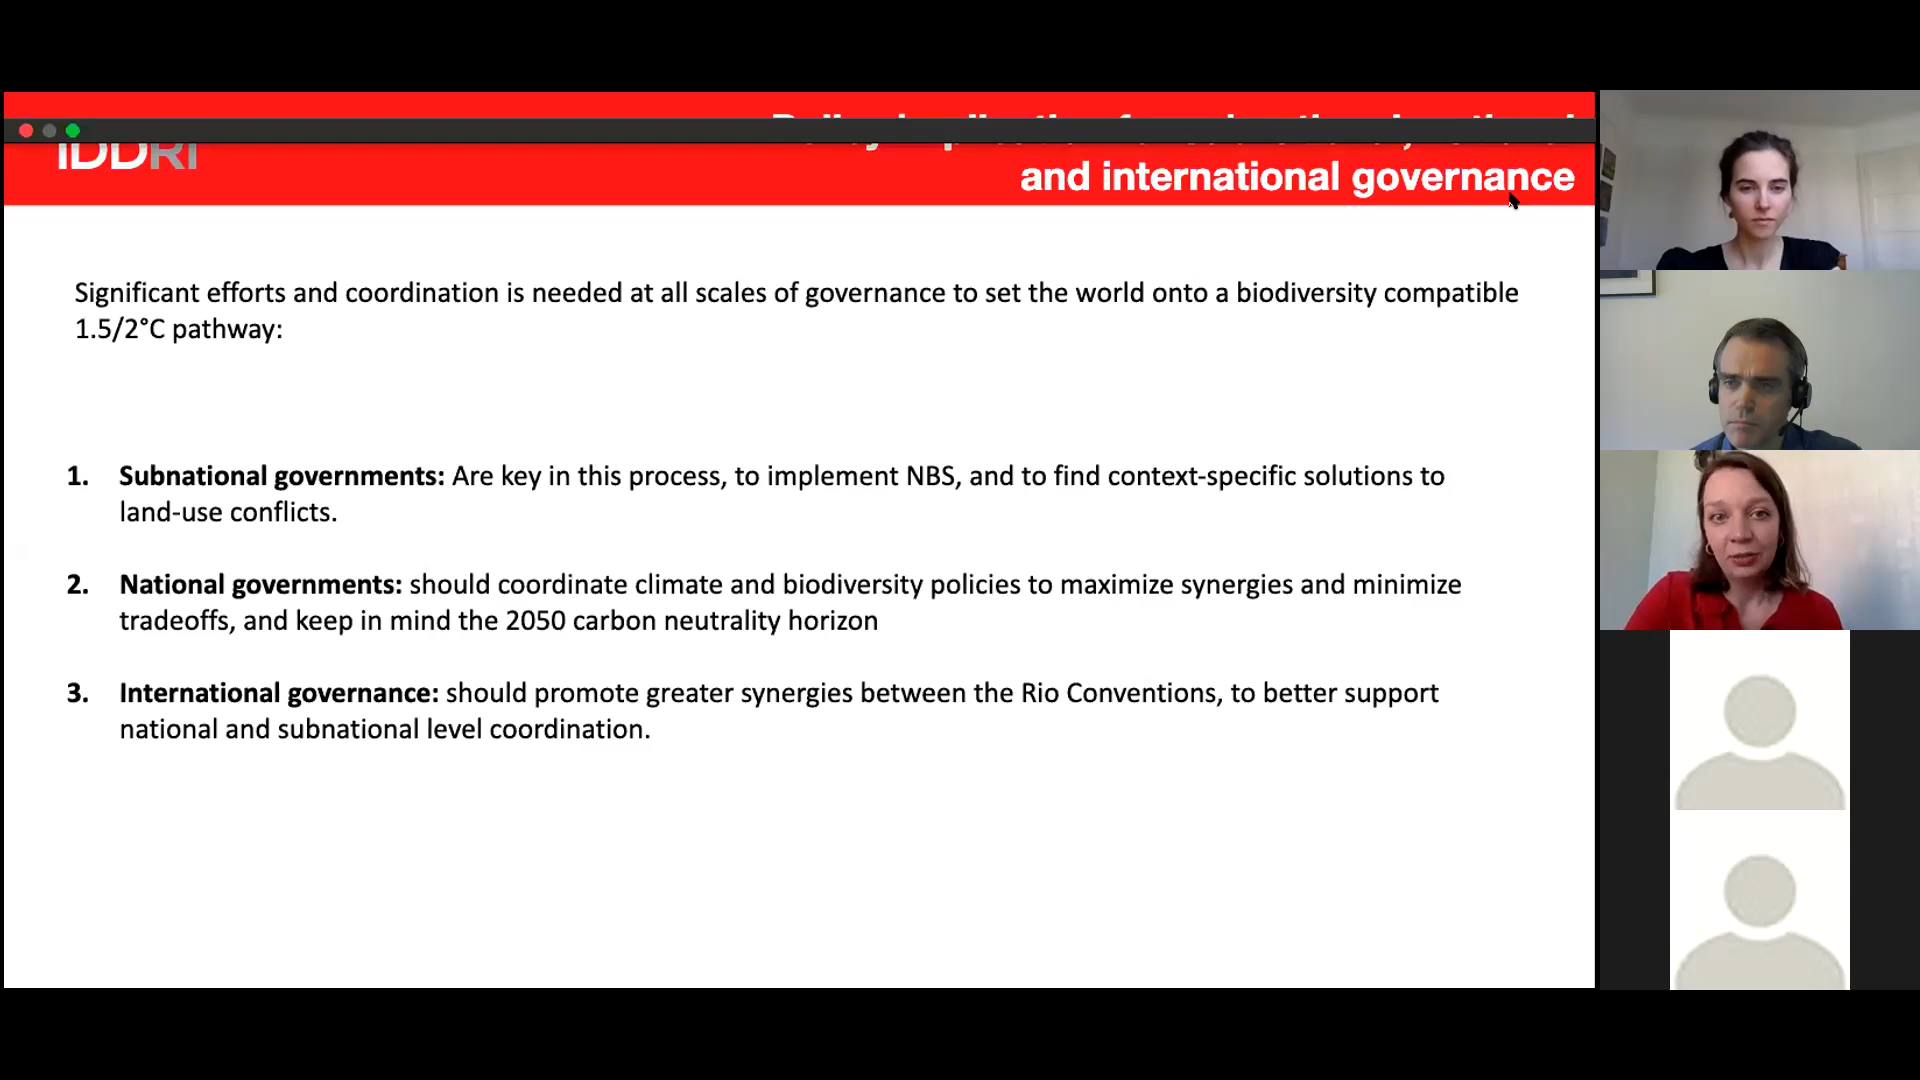 IDDRI
and international governance
Significant efforts and coordination is needed at all scales of governance to set the world onto a biodiversity compatible
1.5/2°C pathway:
1. Subnational governments: Are key in this process, to implement NBS, and to find context-specific solutions to
land-use conflicts.
2. National governments: should coordinate climate and biodiversity policies to maximize synergies and minimize
tradeoffs, and keep in mind the 2050 carbon neutrality horizon
3. International governance: should promote greater synergies between the Rio Conventions, to better support
national and subnational level coordination.